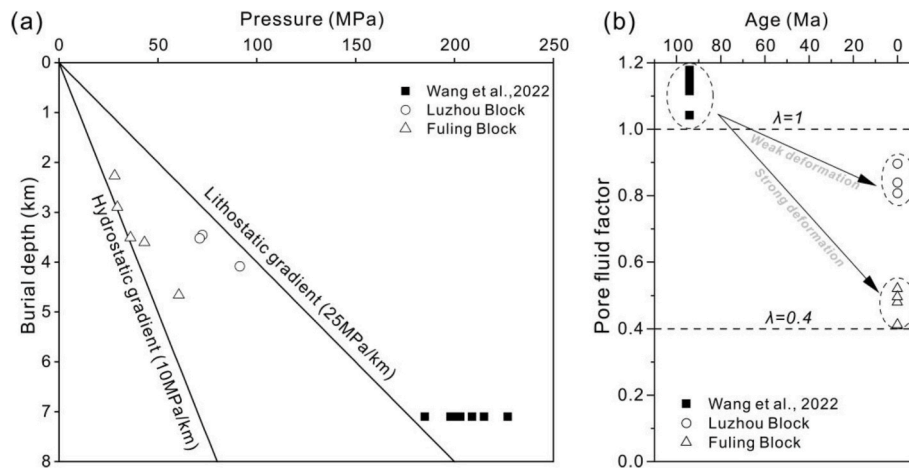 (a)
Pressure (MPa)
0 50 100 150 200 250
Burial depth (km)
0
1
2
3
4
5
6
7
8
Wang et al.,2022
Luzhou Block
Fuling Block
Hydrostatic gradient (10MPa/km)
Lithostatic gradient (25MPa/km)
(b)
Age (Ma)
100 80 60 40 20 0
Pore fluid factor
1.2
1.0
0.8
0.6
0.4
0.2
0.0
λ=1
Weak deformation
Strong deformation
λ=0.4
Wang et al., 2022
Luzhou Block
Fuling Block